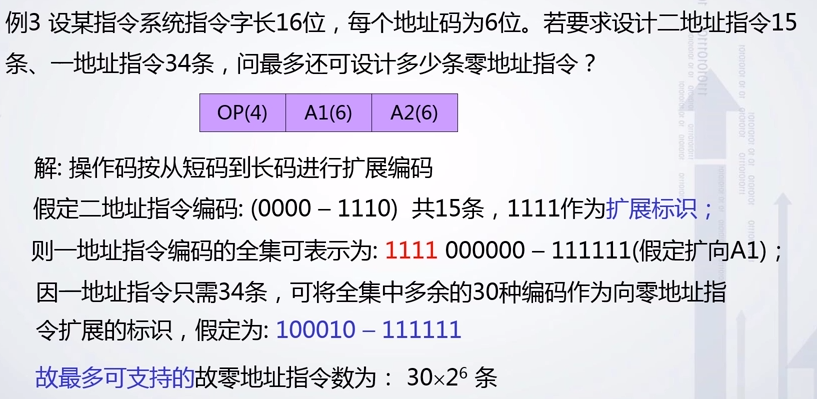 例3 设某指令系统指令字长16位，每个地址码为6位。若要求设计二地址指令15
条、一地址指令34条，问最多还可设计多少条零地址指令？
OP(4) A1(6) A2(6)
解: 操作码按从短码到长码进行扩展编码
假定二地址指令编码: (0000 – 1110) 共15条，1111作为扩展标识；
则一地址指令编码的全集可表示为: 1111 000000 – 111111(假定扩向A1)；
因一地址指令只需34条，可将全集中多余的30种编码作为向零地址指
令扩展的标识，假定为: 100010 – 111111
故最多可支持的故零地址指令数为： 30×2⁶ 条